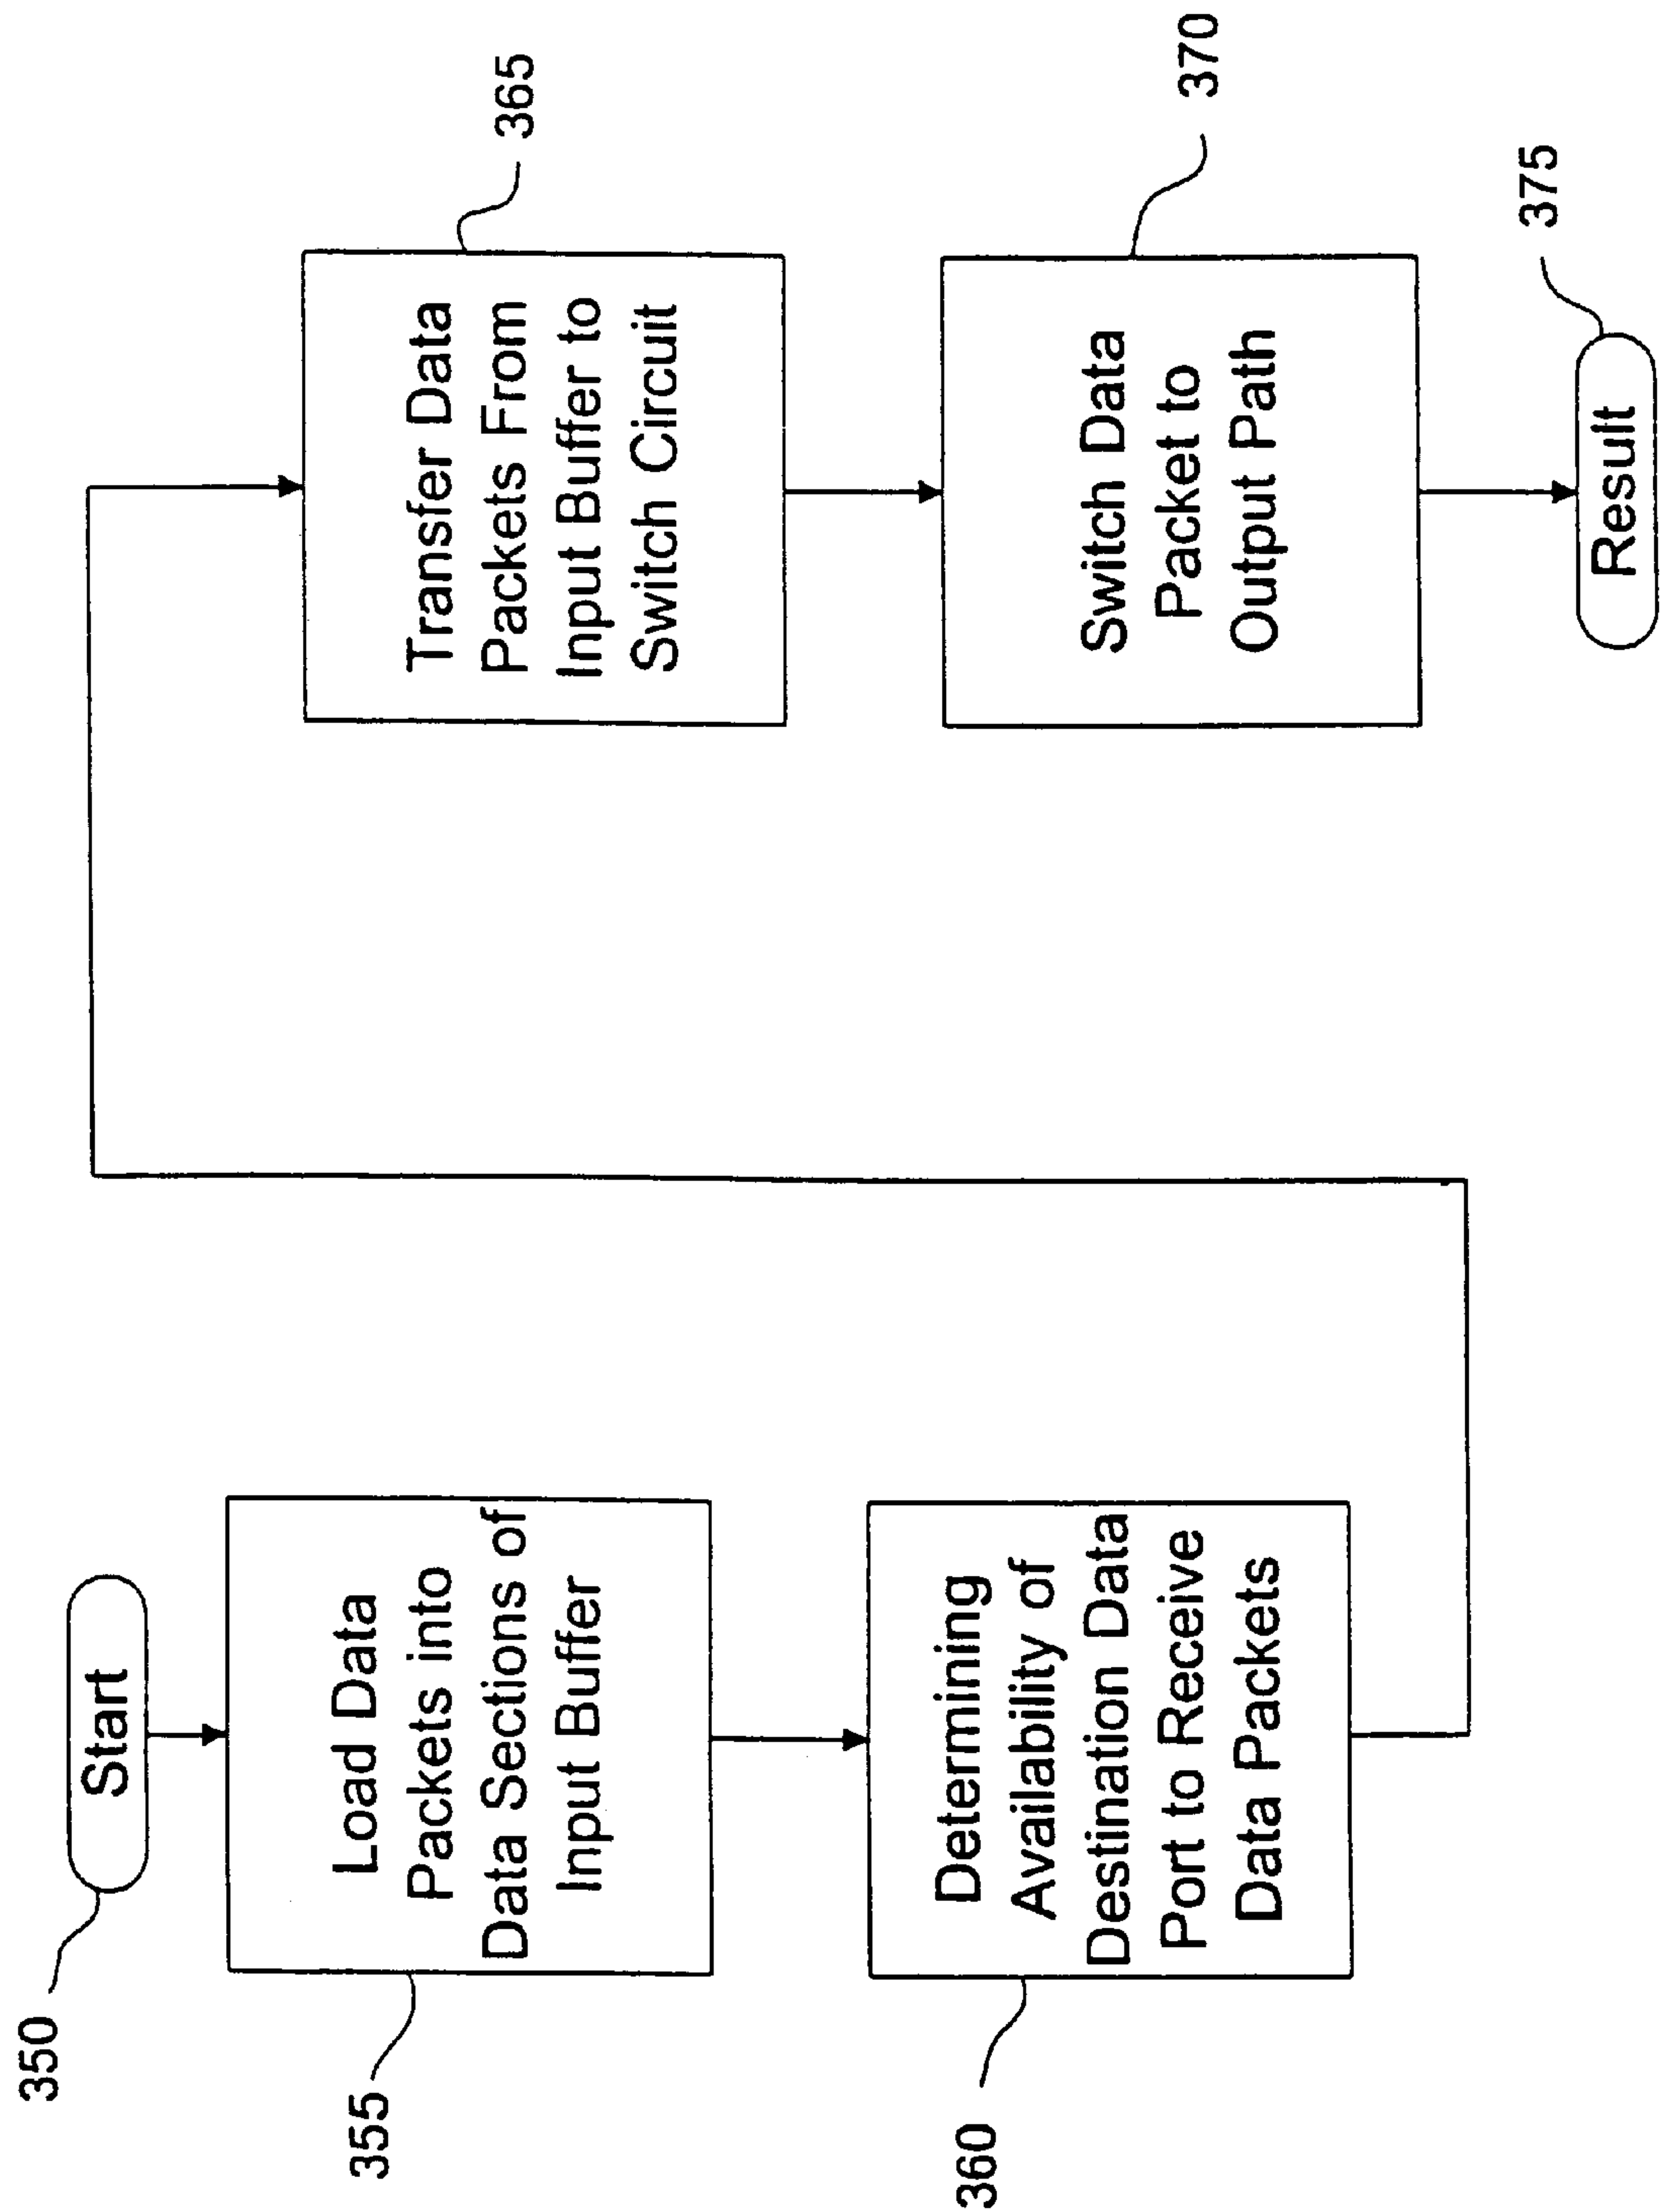 350
Start
355
Load Data
Packets into
Data Sections of
Input Buffer
360
Determining
Availability of
Destination Data
Port to Receive
Data Packets
365
Transfer Data
Packets From
Input Buffer to
Switch Circuit
370
Switch Data
Packet to
Output Path
375
Result